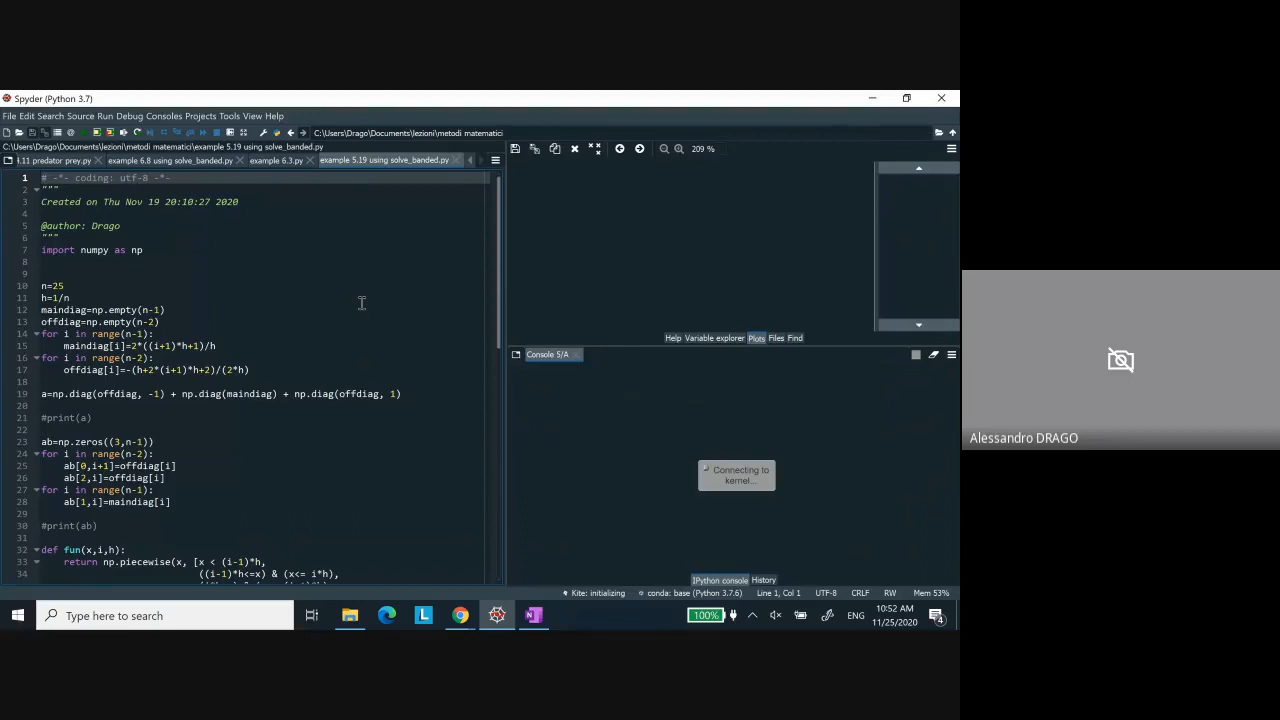 Spyder (Python 3.7)
File Edit Search Source Run Debug Consoles Projects Tools View Help
C:\Users\Drago\Documents\lezioni\metodi matematici
C:\Users\Drago\Documents\lezioni\metodi matematici\example 5.19 using solve_banded.py
4.11 predator prey.py
example 6.8 using solve_banded.py
example 6.3.py
example 5.19 using solve_banded.py
209 %
1 # -*- coding: utf-8 -*-
2 """
3 Created on Thu Nov 19 20:10:27 2020
4
5 @author: Drago
6 """
7 import numpy as np
8
9
10 n=25
11 h=1/n
12 maindiag=np.empty(n-1)
13 offdiag=np.empty(n-2)
14 for i in range(n-1):
15 maindiag[i]=2*((i+1)*h+1)/h
16 for i in range(n-2):
17 offdiag[i]=-(h+2*(i+1)*h+2)/(2*h)
18
19 a=np.diag(offdiag, -1) + np.diag(maindiag) + np.diag(offdiag, 1)
20
21 #print(a)
22
23 ab=np.zeros((3,n-1))
24 for i in range(n-2):
25 ab[0,i+1]=offdiag[i]
26 ab[2,i]=offdiag[i]
27 for i in range(n-1):
28 ab[1,i]=maindiag[i]
29
30 #print(ab)
31
32 def fun(x,i,h):
33 return np.piecewise(x, [x < (i-1)*h,
34 ((i-1)*h<=x) & (x<= i*h),
Help Variable explorer Plots Files Find
Console 5/A
Connecting to
kernel...
IPython console History
Kite: initializing conda: base (Python 3.7.6) Line 1, Col 1 UTF-8 CRLF RW Mem 53%
Type here to search
L
100%
ENG
10:52 AM
11/25/2020
4
Alessandro DRAGO